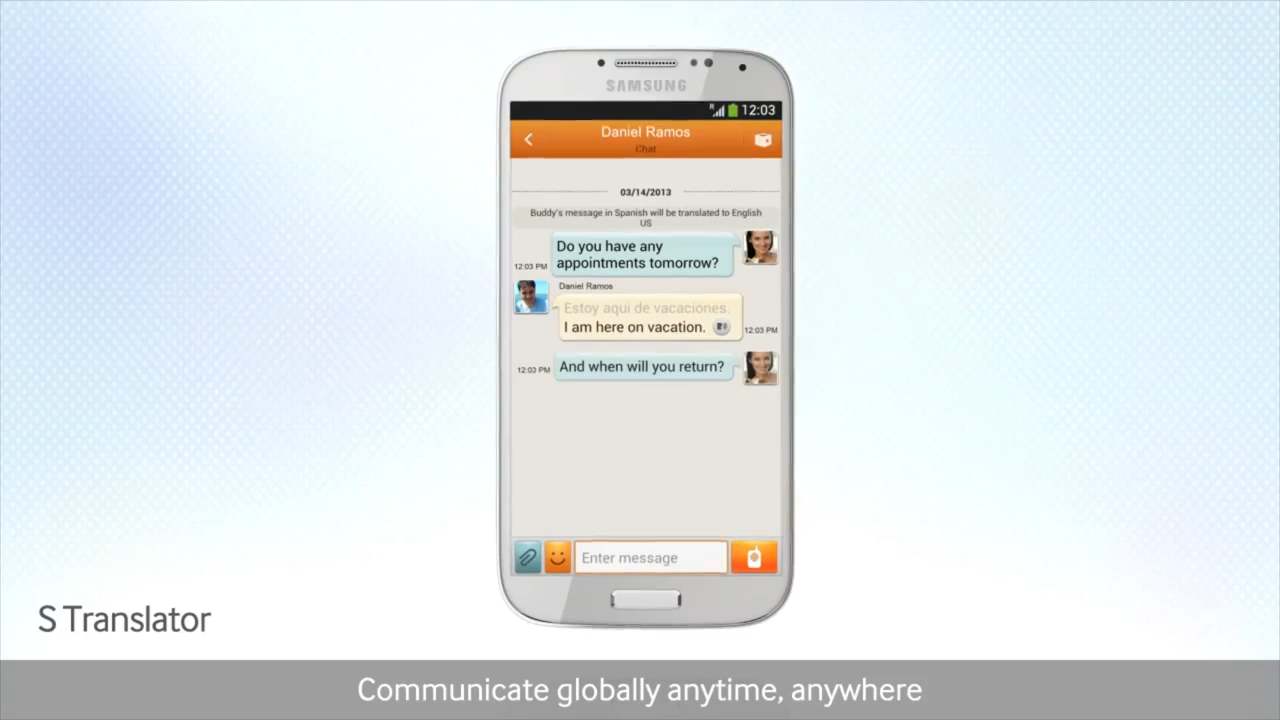 SAMSUNG
12:03
Daniel Ramos
Chat
03/14/2013
Buddy's message in Spanish will be translated to English
US
Do you have any
appointments tomorrow?
12:03 PM
Daniel Ramos
Estoy aqui de vacaciones.
I am here on vacation.
12:03 PM
And when will you return?
12:03 PM
Enter message
S Translator
Communicate globally anytime, anywhere